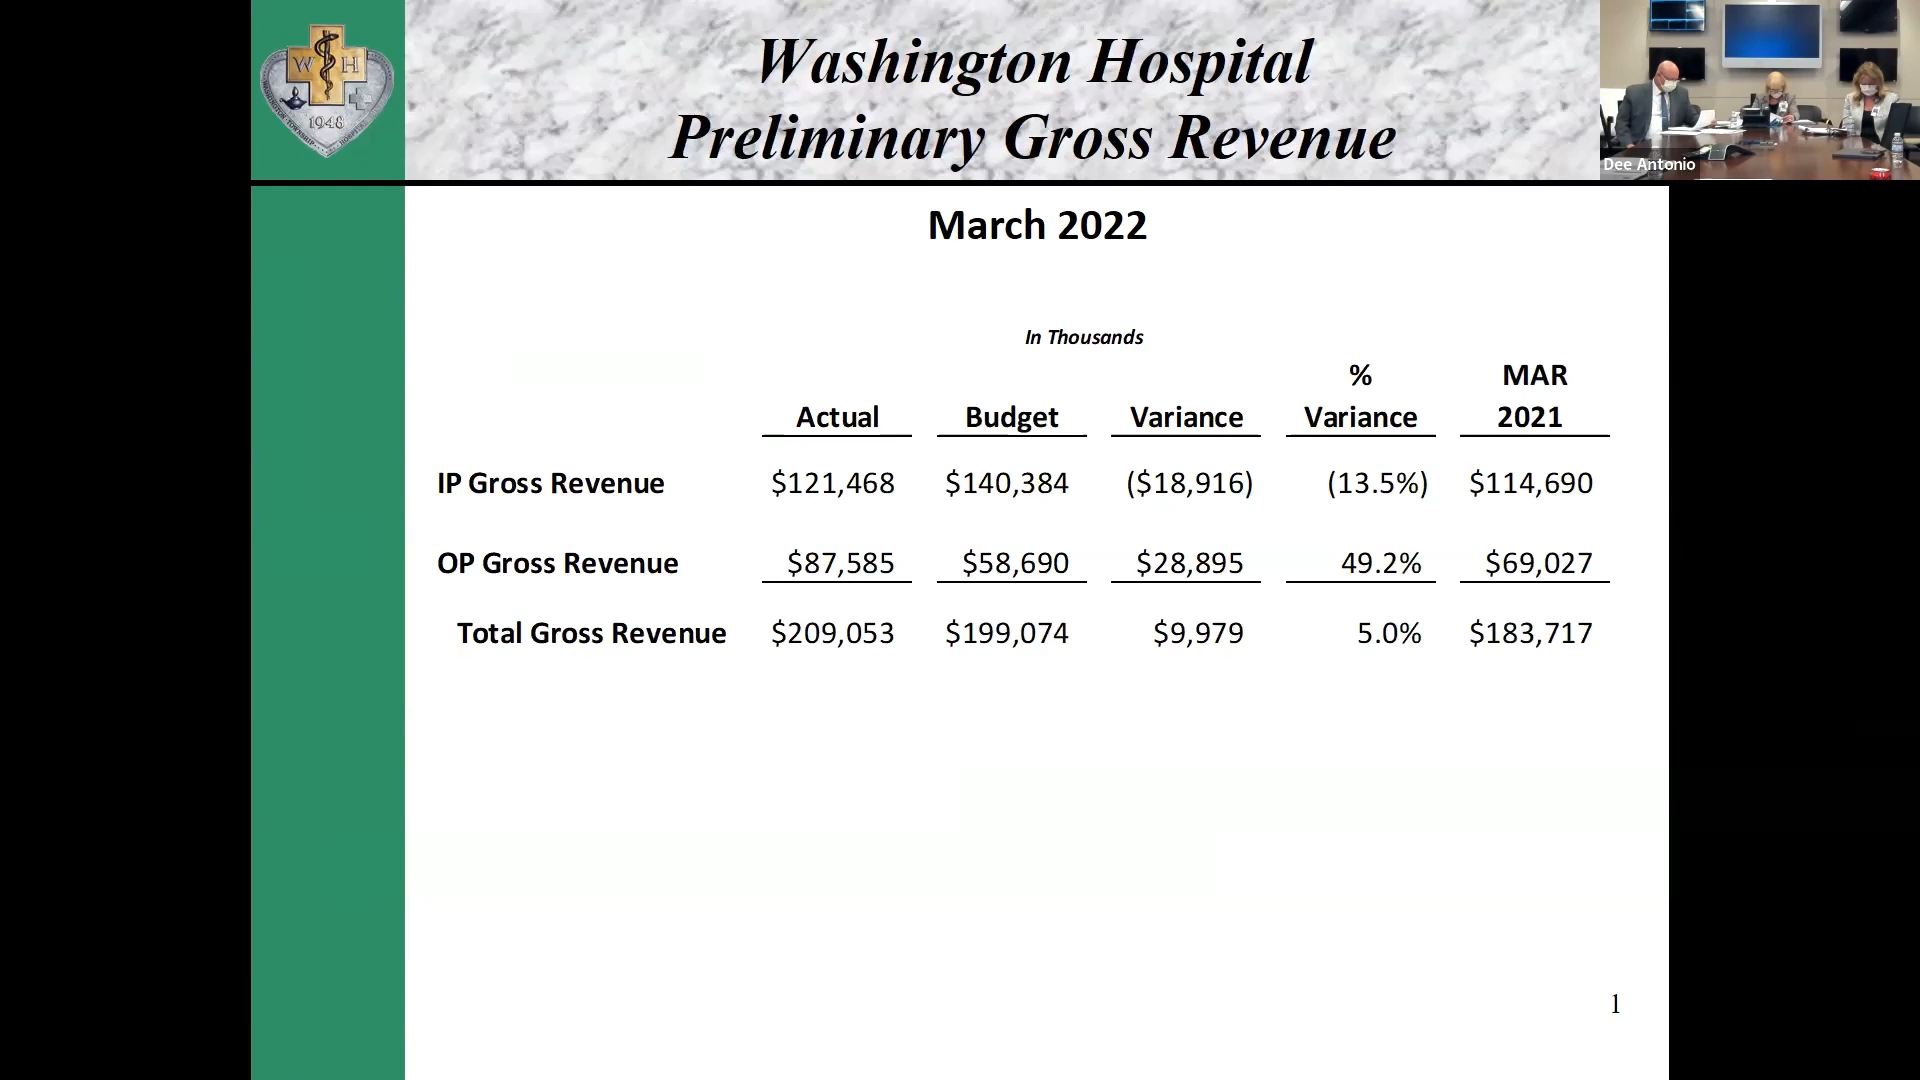 W H
1948
Washington Hospital
Preliminary Gross Revenue
Dee Antonio
March 2022
In Thousands
% MAR
Actual Budget Variance Variance 2021
IP Gross Revenue $121,468 $140,384 ($18,916) (13.5%) $114,690
OP Gross Revenue $87,585 $58,690 $28,895 49.2% $69,027
Total Gross Revenue $209,053 $199,074 $9,979 5.0% $183,717
1